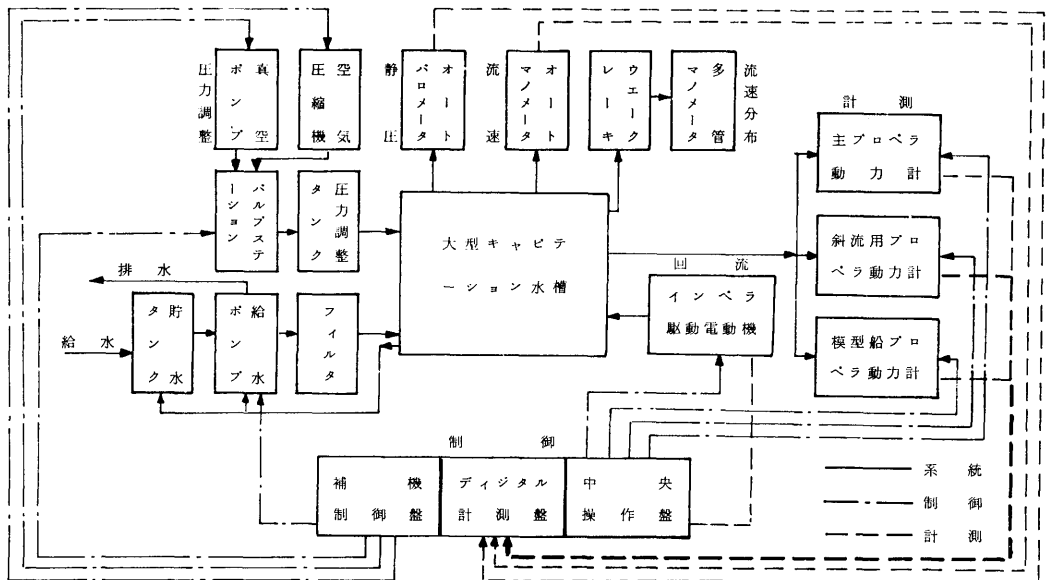 圧力調整
真空
ポンプ
空気
圧縮機
静圧
オート
バロメータ
流速
オート
マノメータ
ウエーク
レーキ
多管
マノメータ
流速分布
計測
主プロペラ
動力計
バルブステ
ーション
圧力調整
タンク
大型キャビテ
ーション水槽
斜流用プロ
ペラ動力計
回流
インペラ
駆動電動機
排水
給水
貯水
タンク
給水
ポンプ
フィルタ
模型船プロ
ペラ動力計
制御
補機
制御盤
ディジタル
計測盤
中央
操作盤
系統
制御
計測